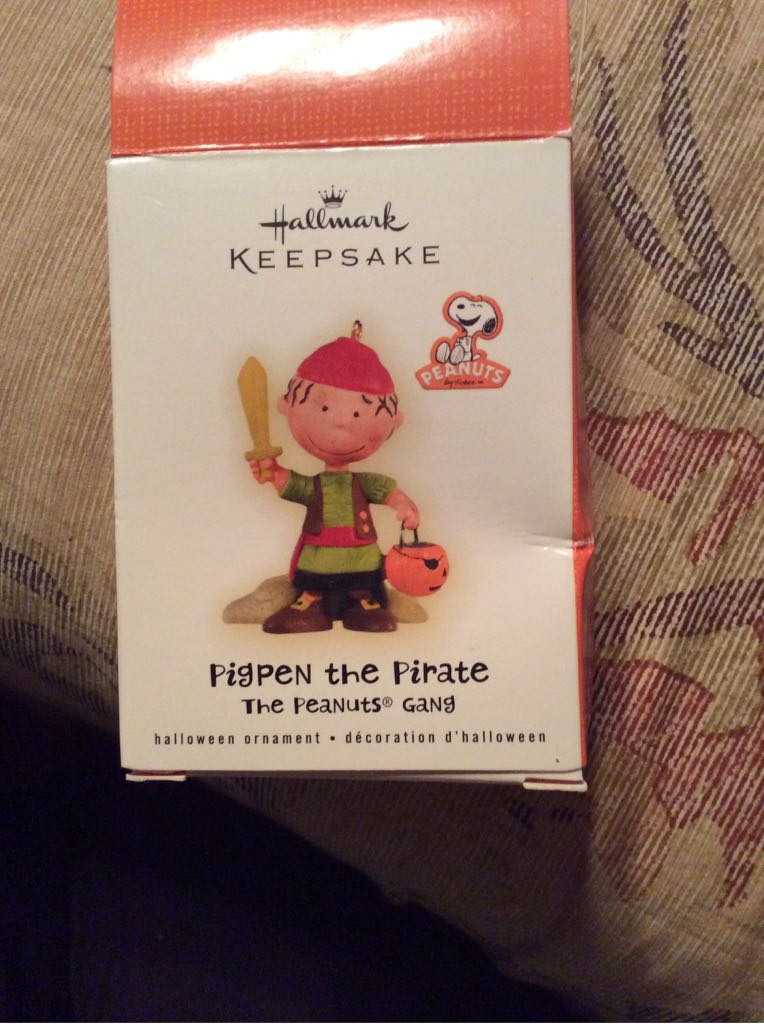 Hallmark
KEEPSAKE
PEANUTS
Pigpen the Pirate
The Peanuts® Gang
halloween ornament • décoration d'halloween